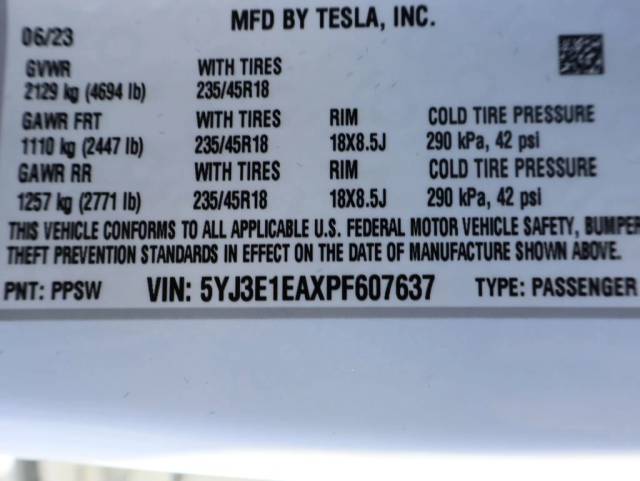 MFD BY TESLA, INC.
06/23
GVWR WITH TIRES
2129 kg (4694 lb) 235/45R18
GAWR FRT WITH TIRES RIM COLD TIRE PRESSURE
1110 kg (2447 lb) 235/45R18 18X8.5J 290 kPa, 42 psi
GAWR RR WITH TIRES RIM COLD TIRE PRESSURE
1257 kg (2771 lb) 235/45R18 18X8.5J 290 kPa, 42 psi
THIS VEHICLE CONFORMS TO ALL APPLICABLE U.S. FEDERAL MOTOR VEHICLE SAFETY, BUMPER
THEFT PREVENTION STANDARDS IN EFFECT ON THE DATE OF MANUFACTURE SHOWN ABOVE.
PNT: PPSW VIN: 5YJ3E1EAXPF607637 TYPE: PASSENGER